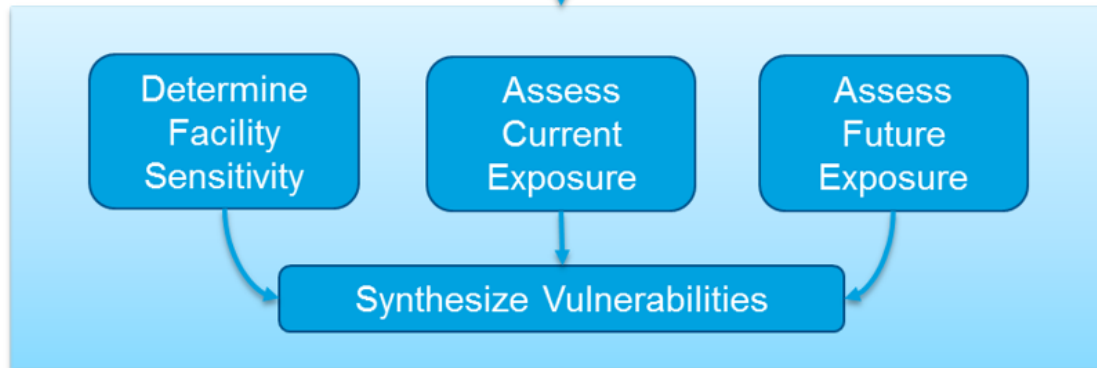 Determine
Facility
Sensitivity
Assess
Current
Exposure
Assess
Future
Exposure
Synthesize Vulnerabilities